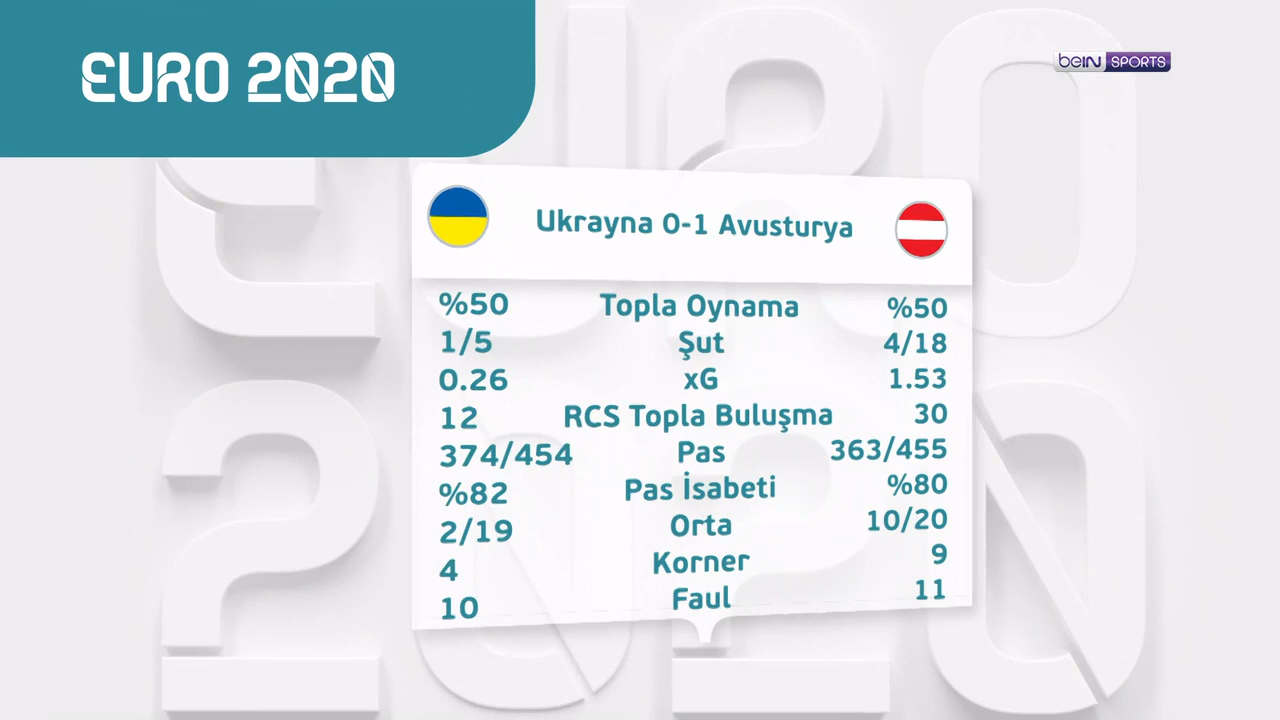 EURO 2020
beIN SPORTS
Ukrayna 0-1 Avusturya
%50 Topla Oynama %50
1/5 Şut 4/18
0.26 xG 1.53
12 RCS Topla Buluşma 30
374/454 Pas 363/455
%82 Pas İsabeti %80
2/19 Orta 10/20
4 Korner 9
10 Faul 11